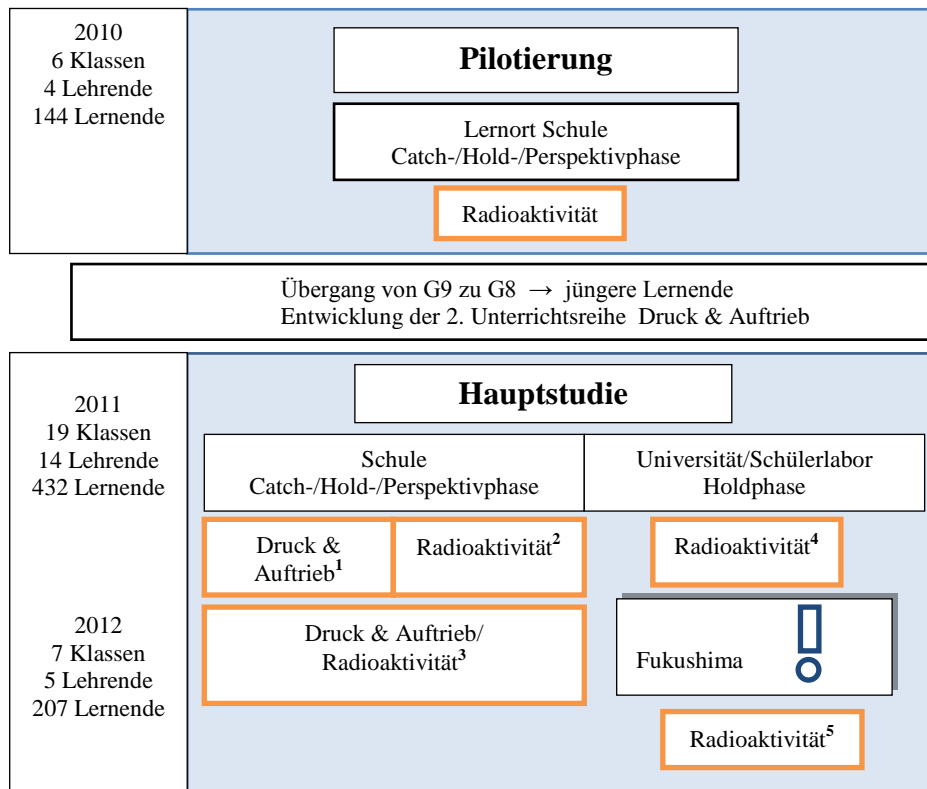 2010
6 Klassen
4 Lehrende
144 Lernende
Pilotierung
Lernort Schule
Catch-/Hold-/Perspektivphase
Radioaktivität
Übergang von G9 zu G8 → jüngere Lernende
Entwicklung der 2. Unterrichtsreihe Druck & Auftrieb
2011
19 Klassen
14 Lehrende
432 Lernende
Hauptstudie
Schule
Catch-/Hold-/Perspektivphase
Universität/Schülerlabor
Holdphase
Druck &
Auftrieb¹
Radioaktivität²
Radioaktivität⁴
2012
7 Klassen
5 Lehrende
207 Lernende
Druck & Auftrieb/
Radioaktivität³
Fukushima
Radioaktivität⁵